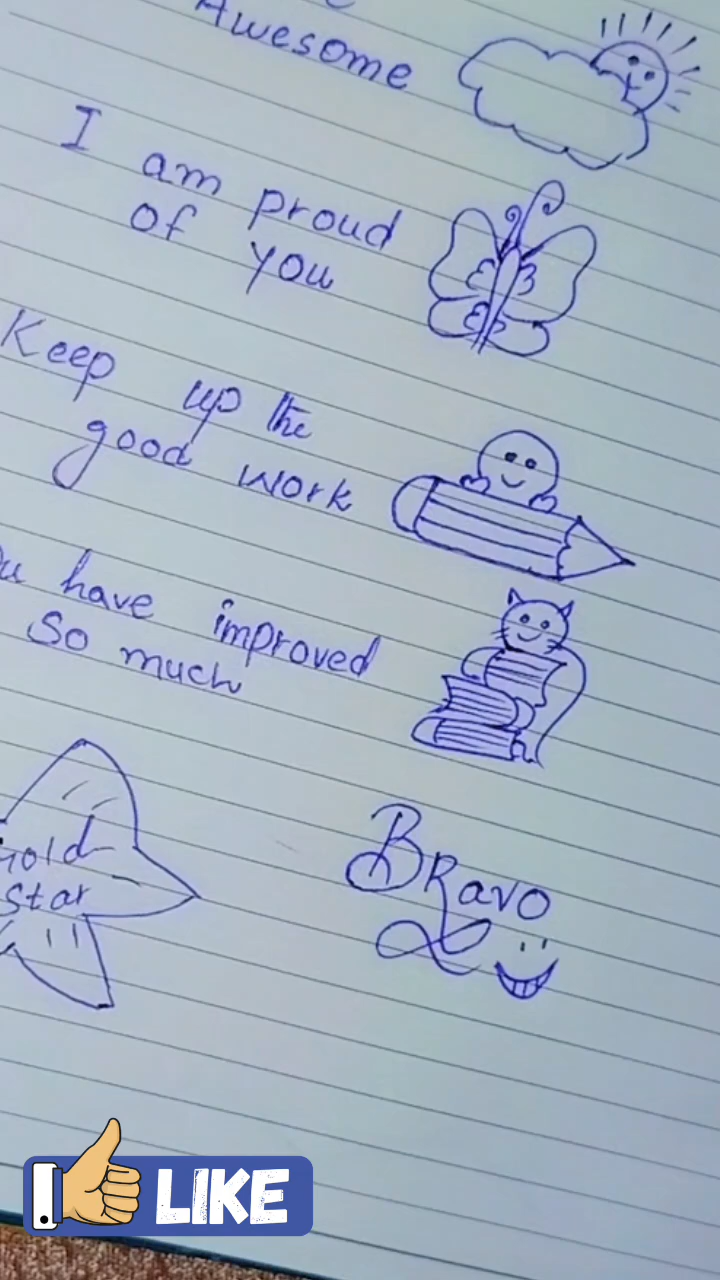 Awesome
I am proud
of you
Keep up the
good work
have improved
So much
Gold
Star
Bravo
LIKE